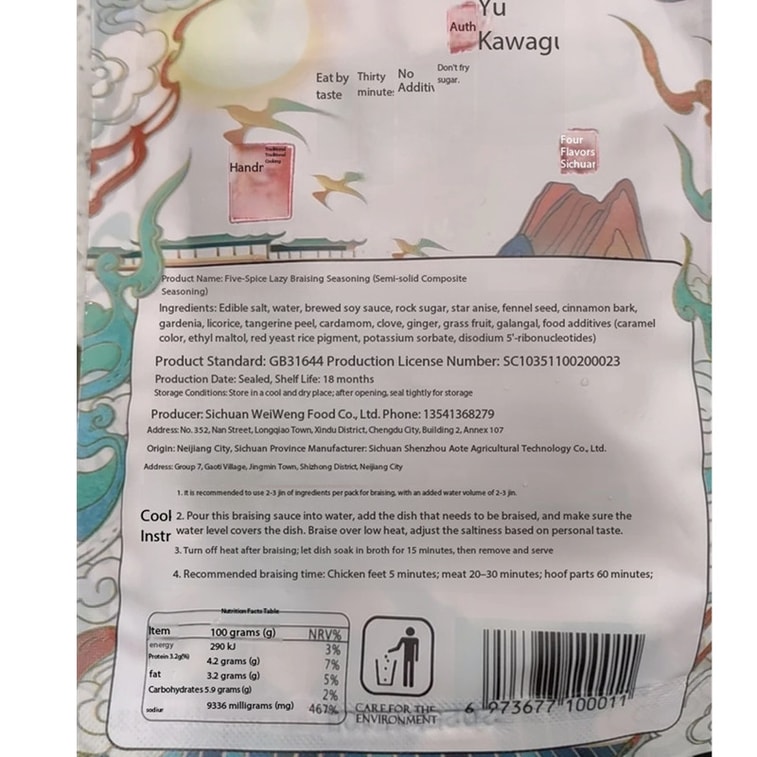 Yu
Auth
Kawagu
Eat by taste
Thirty minute
No Additiv
Don't fry sugar.
Handr
Four Flavors Sichuan
Product Name: Five-Spice Lazy Braising Seasoning (Semi-solid Composite
Seasoning)
Ingredients: Edible salt, water, brewed soy sauce, rock sugar, star anise, fennel seed, cinnamon bark,
gardenia, licorice, tangerine peel, cardamom, clove, ginger, grass fruit, galangal, food additives (caramel
color, ethyl maltol, red yeast rice pigment, potassium sorbate, disodium 5'-ribonucleotides)
Product Standard: GB31644 Production License Number: SC10351100200023
Production Date: Sealed, Shelf Life: 18 months
Storage Conditions: Store in a cool and dry place; after opening, seal tightly for storage
Producer: Sichuan WeiWeng Food Co., Ltd. Phone: 13541368279
Address: No. 352, Nan Street, Longqiao Town, Xindu District, Chengdu City, Building 2, Annex 107
Origin: Neijiang City, Sichuan Province Manufacturer: Sichuan Shenzhou Aote Agricultural Technology Co., Ltd.
Address: Group 7, Gaoti Village, Jingmin Town, Shizhong District, Neijiang City
1. It is recommended to use 2-3 jin of ingredients per pack for braising, with an added water volume of 2-3 jin.
Cool
Instr
2. Pour this braising sauce into water, add the dish that needs to be braised, and make sure the
water level covers the dish. Braise over low heat, adjust the saltiness based on personal taste.
3. Turn off heat after braising; let dish soak in broth for 15 minutes, then remove and serve
4. Recommended braising time: Chicken feet 5 minutes; meat 20–30 minutes; hoof parts 60 minutes;
Nutrition Facts Table
Item 100 grams (g) NRV%
energy 290 kJ 3%
Protein 3.2g(%) 4.2 grams (g) 7%
fat 3.2 grams (g) 5%
Carbohydrates 5.9 grams (g) 2%
sodiur 9336 milligrams (mg) 467%
CARE FOR THE
ENVIRONMENT
6 973677 100011